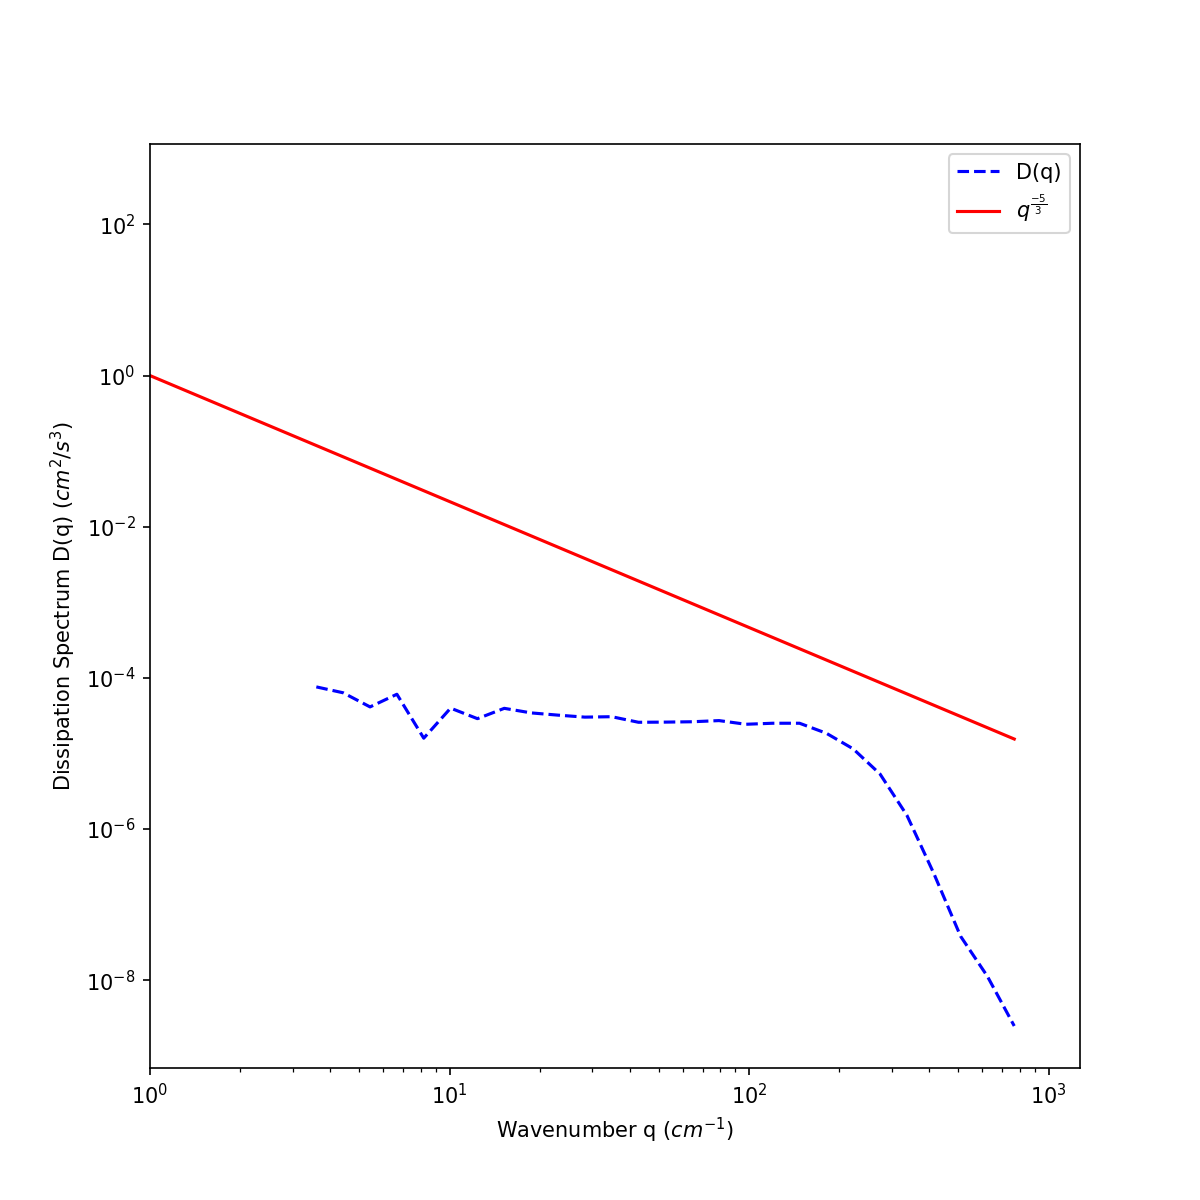 D(q)
q^{\frac{-5}{3}}
10^2
10^0
10^{-2}
10^{-4}
10^{-6}
10^{-8}
Dissipation Spectrum D(q) (cm^2/s^3)
10^0 10^1 10^2 10^3
Wavenumber q (cm^{-1})